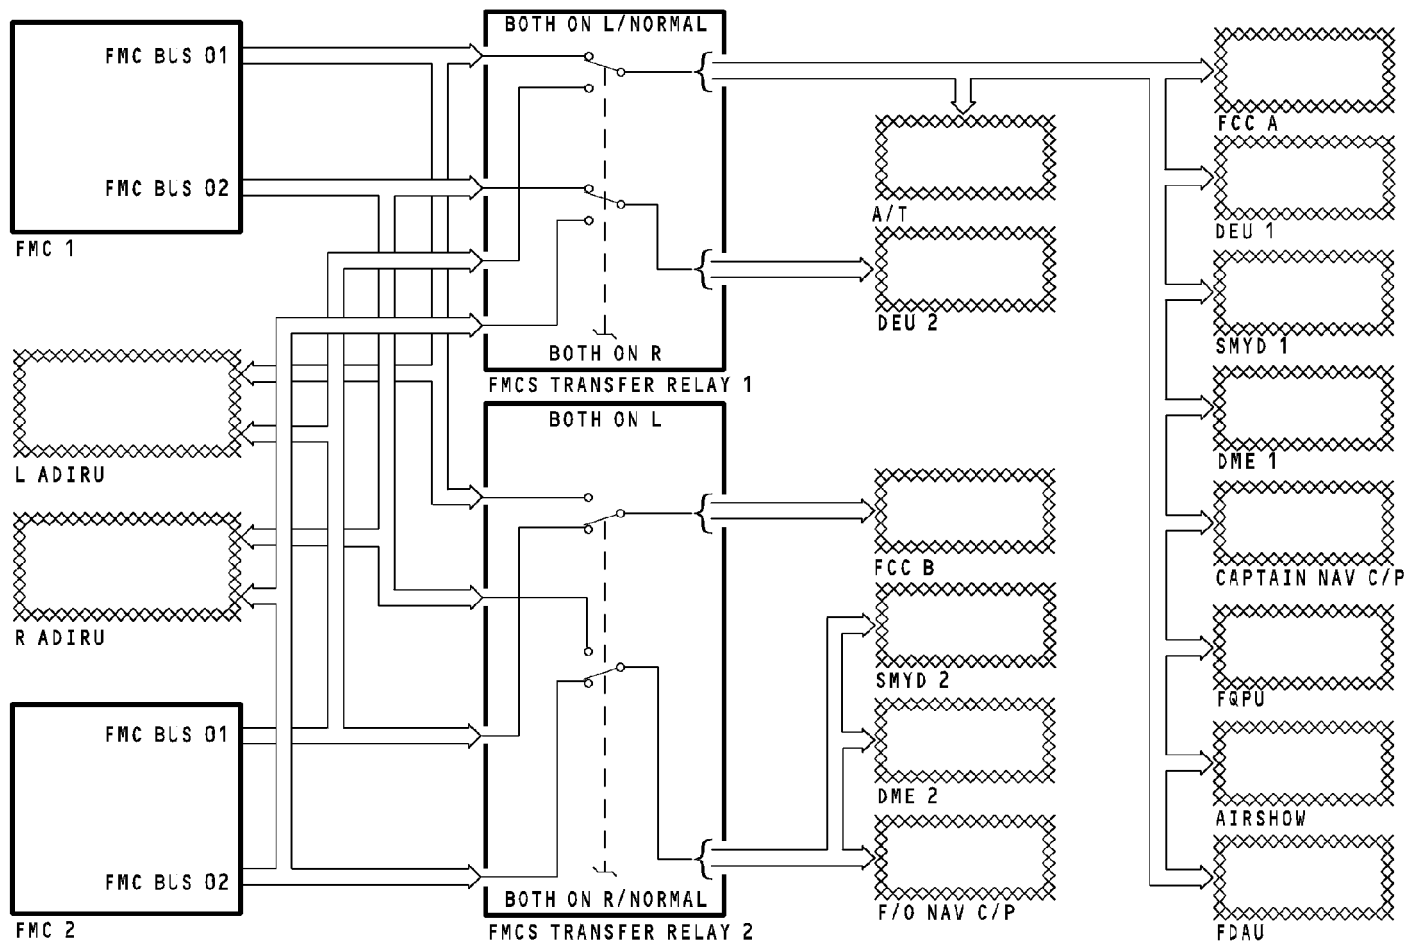 BOTH ON L/NORMAL
FMC BUS 01
FMC BUS 02
FMC 1
FCC A
A/T
DEU 1
DEU 2
SMYD 1
BOTH ON R
FMCS TRANSFER RELAY 1
BOTH ON L
L ADIRU
DME 1
FCC B
CAPTAIN NAV C/P
R ADIRU
SMYD 2
FQPU
FMC BUS 01
DME 2
AIRSHOW
FMC BUS 02
BOTH ON R/NORMAL
F/O NAV C/P
FMC 2
FMCS TRANSFER RELAY 2
FDAU